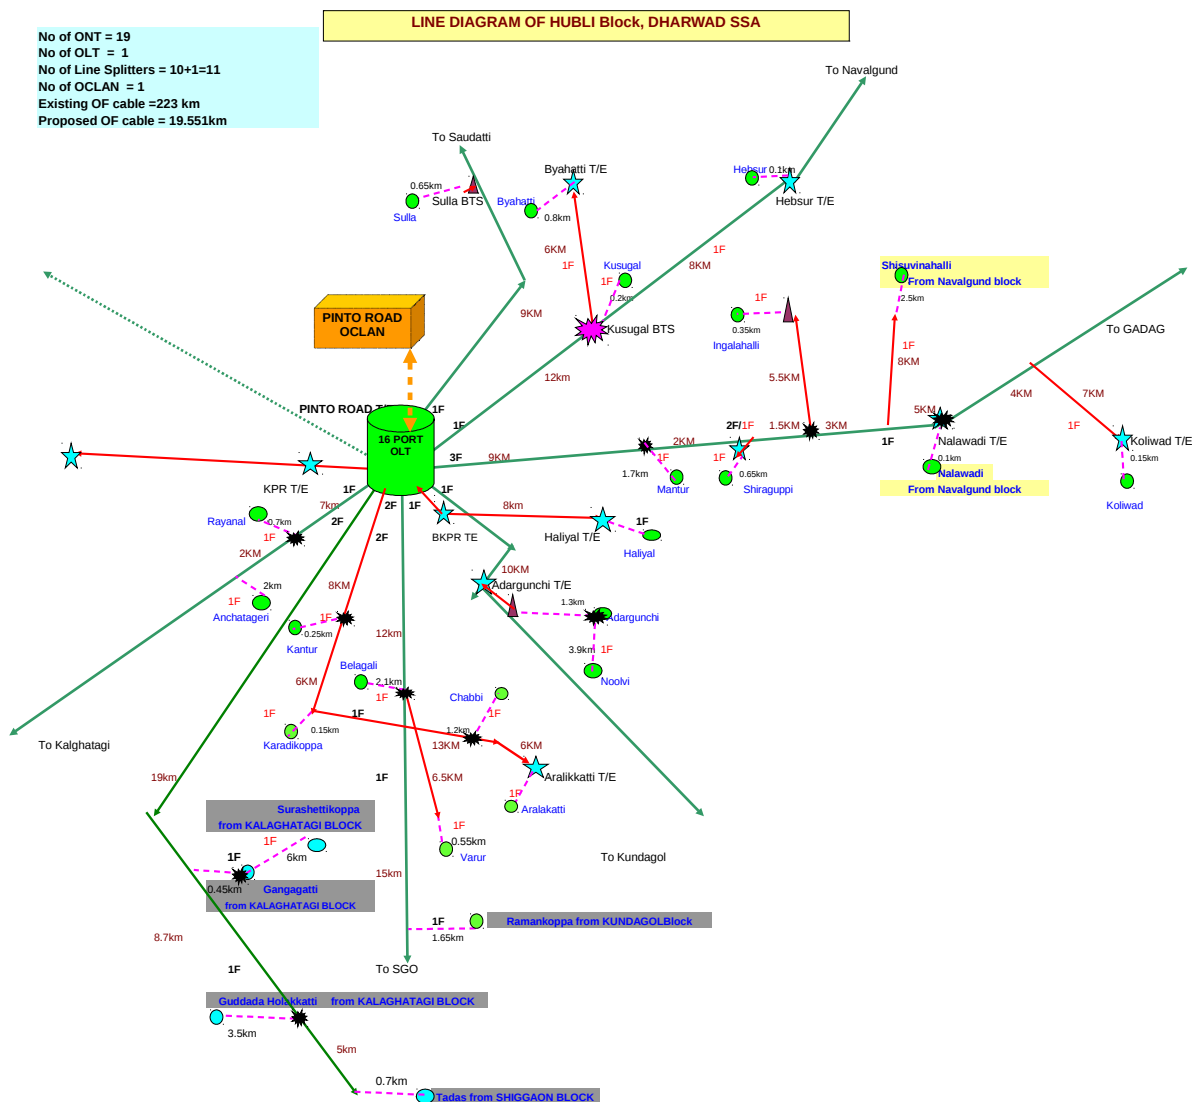 LINE DIAGRAM OF HUBLI Block, DHARWAD SSA
No of ONT = 19
No of OLT = 1
No of Line Splitters = 10+1=11
No of OCLAN = 1
Existing OF cable =223 km
Proposed OF cable = 19.551km
To Navalgund
To Saudatti
Byahatti T/E
Hebsur 0.1km
0.65km
Sulla BTS
Hebsur T/E
Byahatti
Sulla
0.8km
6KM
1F
1F
8KM
Kusugal
1F
0.2km
Shisuvinahalli
From Navalgund block
2.5km
1F
0.35km
Ingalahalli
PINTO ROAD
OCLAN
9KM
Kusugal BTS
To GADAG
1F
8KM
12km
5.5KM
4KM
7KM
PINTO ROAD T/
1F
5KM
1F
2F/1F
1.5KM
3KM
1F
1F
16 PORT
OLT
2KM
Nalawadi T/E
Koliwad T/E
3F
9KM
1F
1F
0.1km
0.15km
1.7km
0.65km
Nalawadi
Mantur
Shiraguppi
From Navalgund block
Koliwad
KPR T/E
1F
1F
7km
2F
1F
8km
Rayanal
0.7km
2F
1F
1F
2F
BKPR TE
Haliyal T/E
Haliyal
2KM
10KM
2km
8KM
Adargunchi T/E
1F
1.3km
Anchatageri
1F
Adargunchi
0.25km
12km
Kantur
3.9km
1F
Belagali
Noolvi
6KM
2.1km
1F
Chabbi
1F
1F
1F
0.15km
1.2km
Karadikoppa
13KM
6KM
To Kalghatagi
19km
1F
6.5KM
Aralikkatti T/E
1F
Aralakatti
Surashettikoppa
from KALAGHATAGI BLOCK
1F
1F
0.55km
1F
6km
Varur
To Kundagol
15km
0.45km
Gangagatti
from KALAGHATAGI BLOCK
1F
Ramankoppa from KUNDAGOLBlock
8.7km
1.65km
1F
To SGO
Guddada Holakkatti from KALAGHATAGI BLOCK
3.5km
5km
0.7km
Tadas from SHIGGAON BLOCK